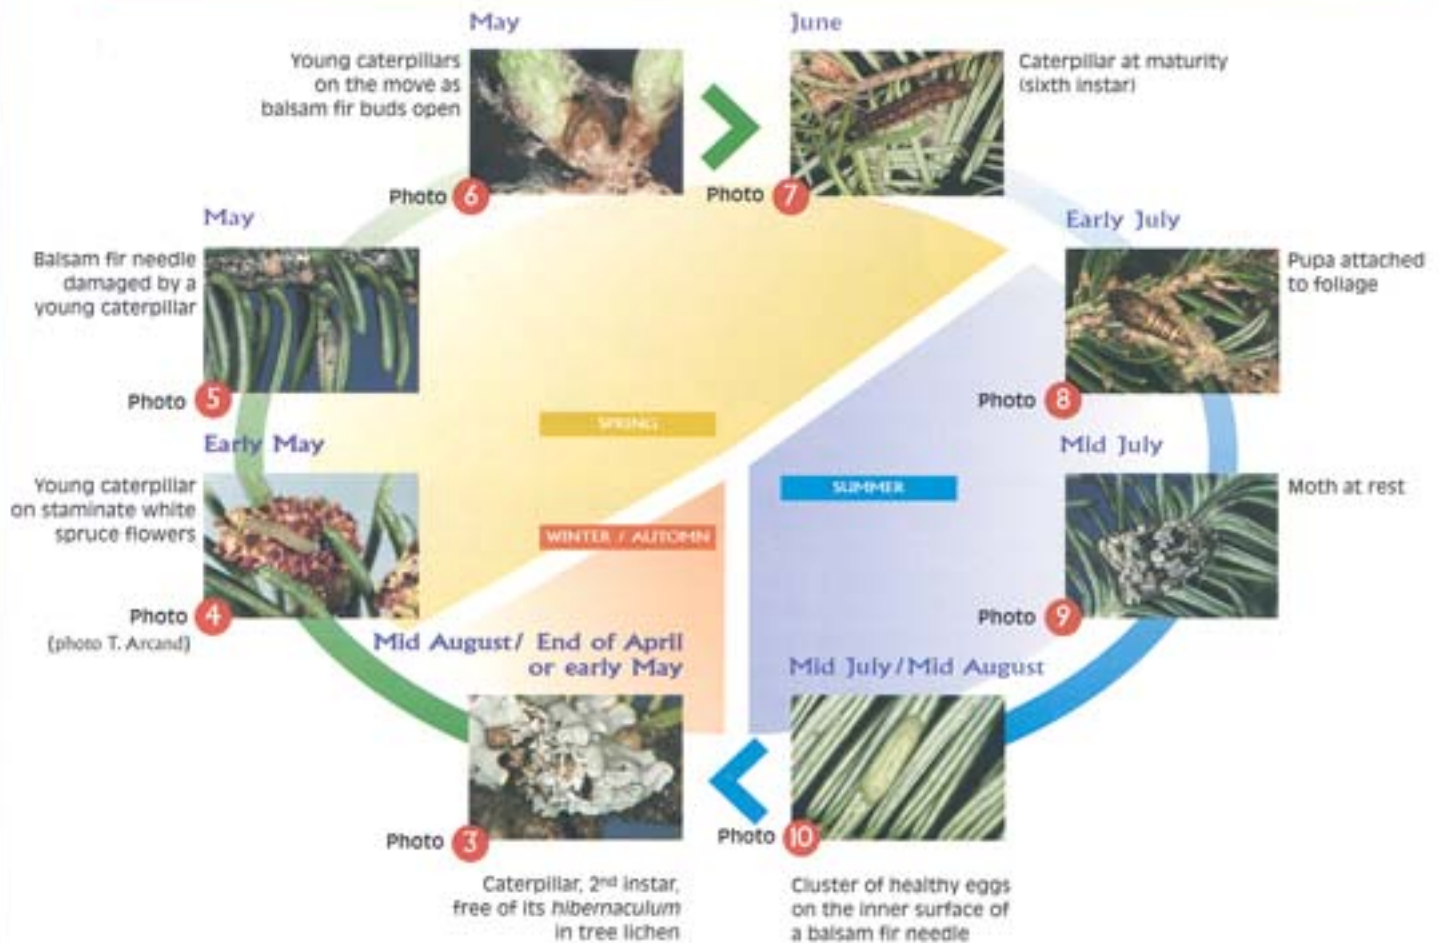 May
Young caterpillars
on the move as
balsam fir buds open
Photo 6
June
Caterpillar at maturity
(sixth instar)
Photo 7
May
Balsam fir needle
damaged by a
young caterpillar
Photo 5
Early July
Pupa attached
to foliage
Photo 8
SPRING
Early May
Young caterpillar
on staminate white
spruce flowers
Photo 4
(photo T. Arcand)
Mid July
Moth at rest
Photo 9
SUMMER
WINTER / AUTOMN
Mid August/ End of April
or early May
Photo 3
Caterpillar, 2nd instar,
free of its hibernaculum
in tree lichen
Mid July/Mid August
Photo 10
Cluster of healthy eggs
on the inner surface of
a balsam fir needle